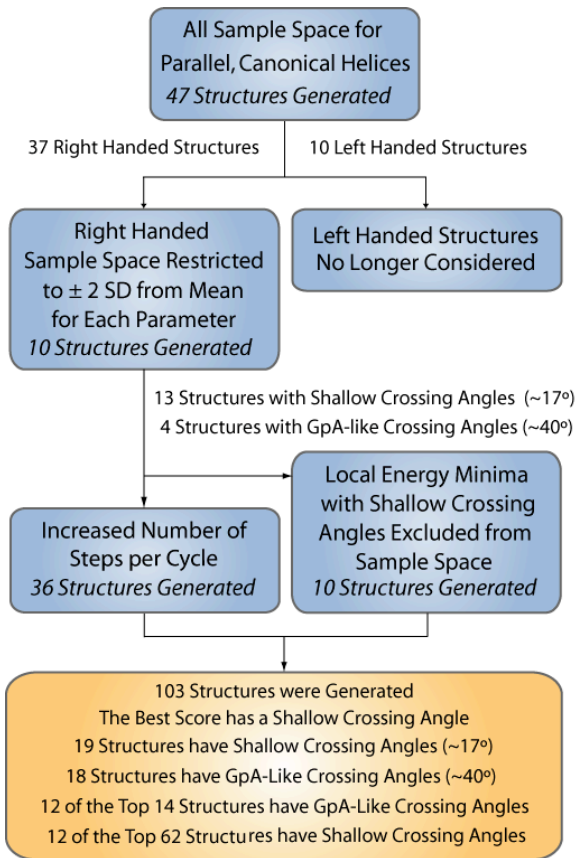 All Sample Space for
Parallel, Canonical Helices
47 Structures Generated
37 Right Handed Structures
10 Left Handed Structures
Right Handed
Sample Space Restricted
to ± 2 SD from Mean
for Each Parameter
10 Structures Generated
Left Handed Structures
No Longer Considered
13 Structures with Shallow Crossing Angles (~17º)
4 Structures with GpA-like Crossing Angles (~40º)
Increased Number of
Steps per Cycle
36 Structures Generated
Local Energy Minima
with Shallow Crossing
Angles Excluded from
Sample Space
10 Structures Generated
103 Structures were Generated
The Best Score has a Shallow Crossing Angle
19 Structures have Shallow Crossing Angles (~17º)
18 Structures have GpA-Like Crossing Angles (~40º)
12 of the Top 14 Structures have GpA-Like Crossing Angles
12 of the Top 62 Structures have Shallow Crossing Angles